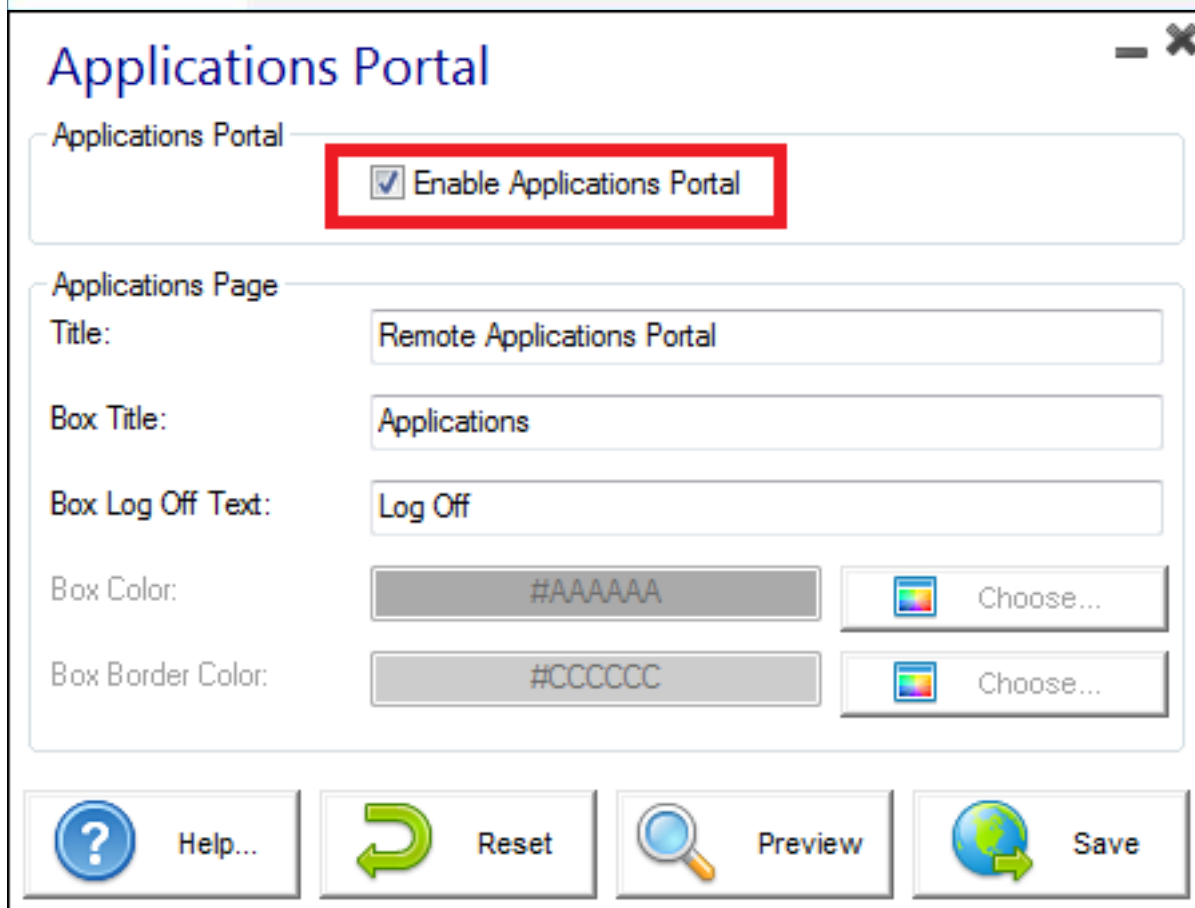 Applications Portal
Applications Portal
Enable Applications Portal
Applications Page
Title: Remote Applications Portal
Box Title: Applications
Box Log Off Text: Log Off
Box Color: #AAAAAA Choose...
Box Border Color: #CCCCCC Choose...
Help... Reset Preview Save